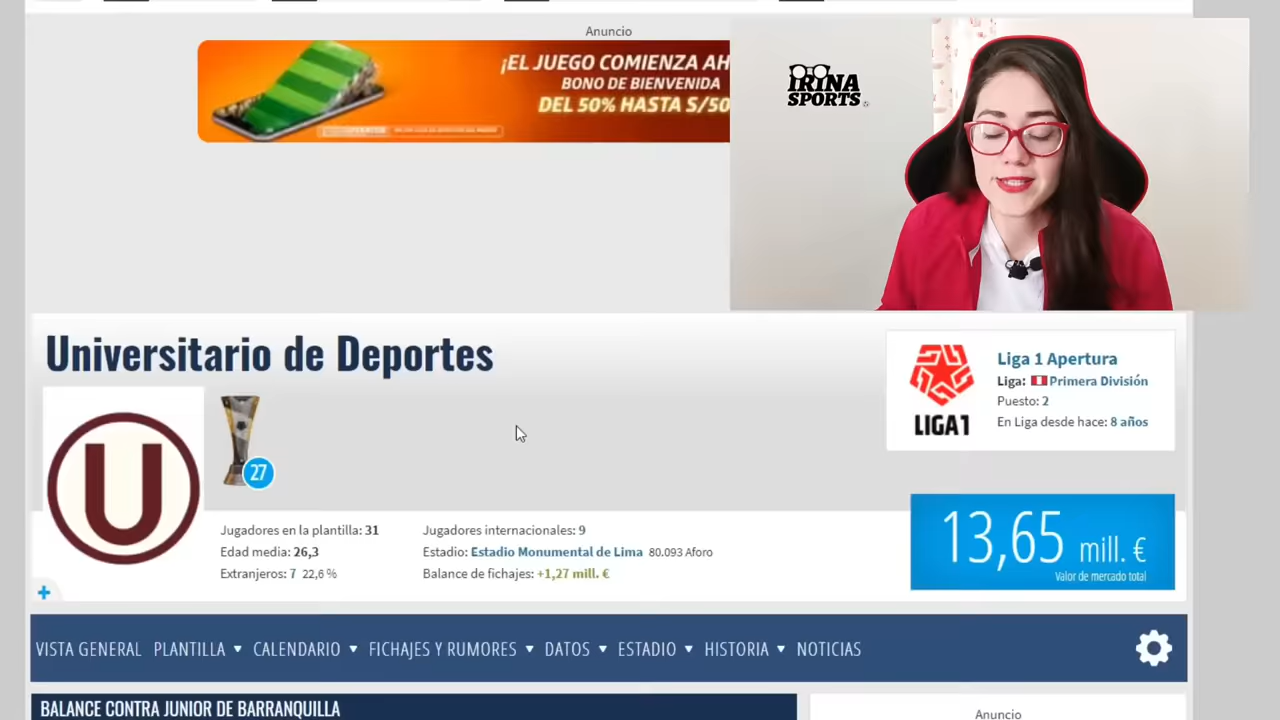 Anuncio
¡EL JUEGO COMIENZA AH
BONO DE BIENVENIDA
DEL 50% HASTA S/50
IRINA
SPORTS
Universitario de Deportes
Liga 1 Apertura
Liga: Primera División
Puesto: 2
En Liga desde hace: 8 años
LIGA1
U
27
Jugadores en la plantilla: 31
Edad media: 26,3
Extranjeros: 7 22,6 %
Jugadores internacionales: 9
Estadio: Estadio Monumental de Lima 80.093 Aforo
Balance de fichajes: +1,27 mill. €
13,65 mill. €
Valor de mercado total
VISTA GENERAL PLANTILLA CALENDARIO FICHAJES Y RUMORES DATOS ESTADIO HISTORIA NOTICIAS
BALANCE CONTRA JUNIOR DE BARRANQUILLA
Anuncio